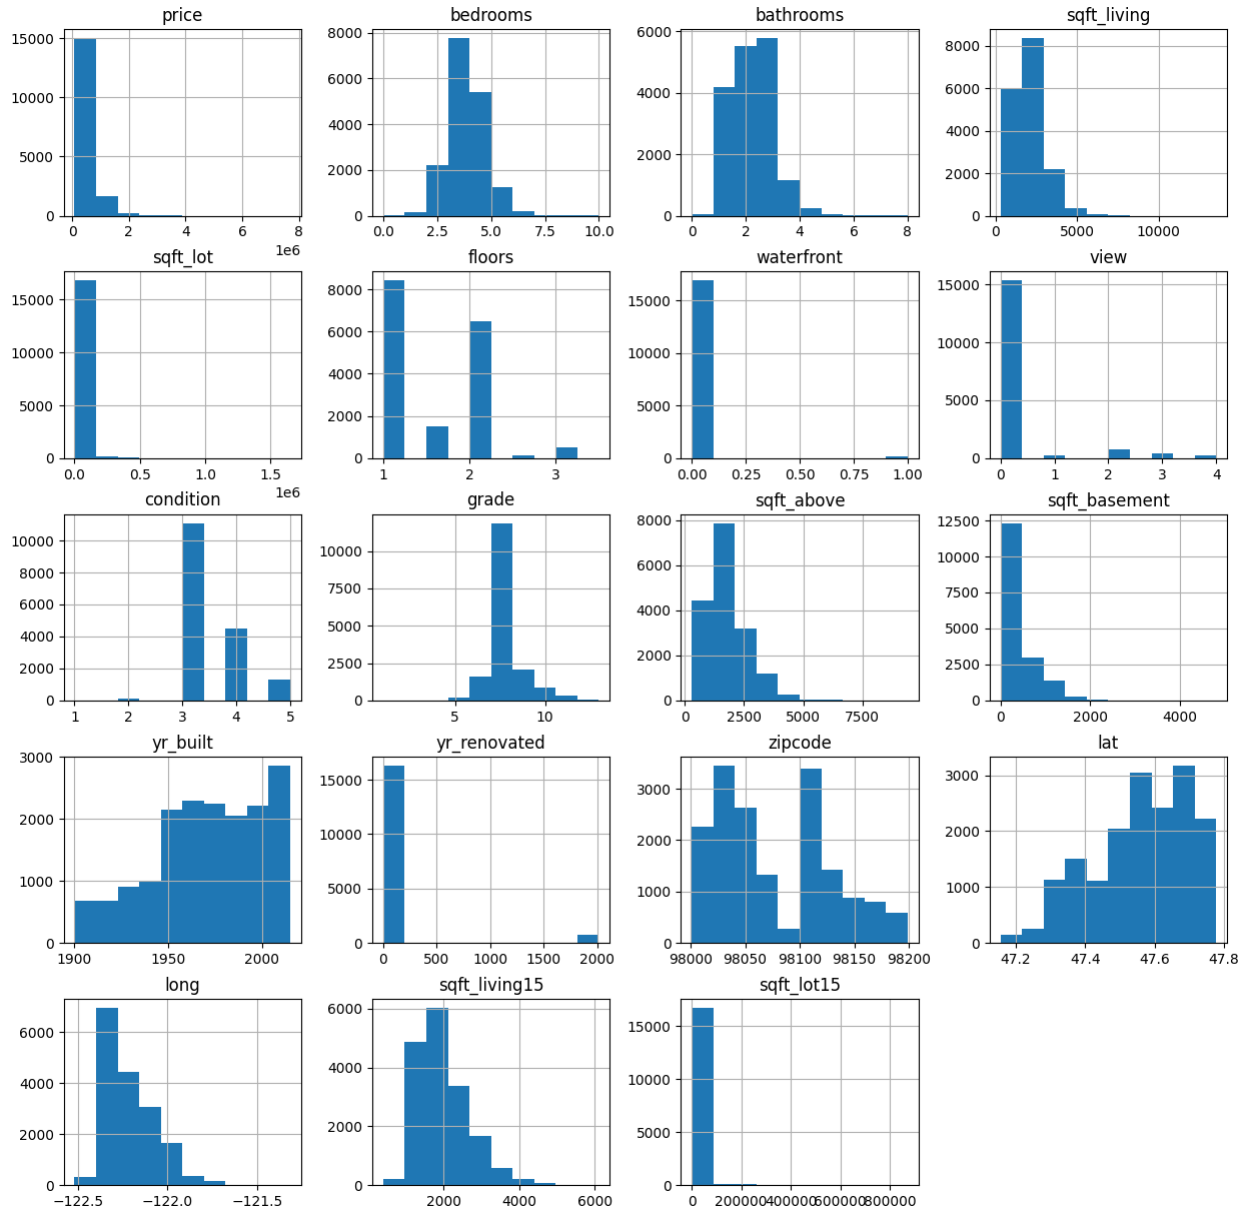 price
15000
10000
5000
0
0 2 4 6 8
1e6
bedrooms
8000
6000
4000
2000
0
0.0 2.5 5.0 7.5 10.0
bathrooms
6000
4000
2000
0
0 2 4 6 8
sqft_living
8000
6000
4000
2000
0
5000 10000
sqft_lot
15000
10000
5000
0
0.0 0.5 1.0 1.5
1e6
floors
8000
6000
4000
2000
0
1 2 3
waterfront
15000
10000
5000
0
0.00 0.25 0.50 0.75 1.00
view
15000
10000
5000
0
0 1 2 3 4
condition
10000
8000
6000
4000
2000
0
1 2 3 4 5
grade
10000
7500
5000
2500
0
5 10
sqft_above
8000
6000
4000
2000
0
0 2500 5000 7500
sqft_basement
12500
10000
7500
5000
2500
0
0 2000 4000
yr_built
3000
2000
1000
0
1900 1950 2000
yr_renovated
15000
10000
5000
0
0 500 1000 1500 2000
zipcode
3000
2000
1000
0
98000 98050 98100 98150 98200
lat
3000
2000
1000
0
47.2 47.4 47.6 47.8
long
6000
4000
2000
0
−122.5 −122.0 −121.5
sqft_living15
6000
4000
2000
0
2000 4000 6000
sqft_lot15
15000
10000
5000
0
0 200000 400000 600000 800000